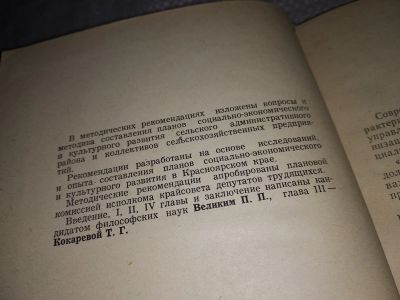 В методических рекомендациях изложены вопросы и
методика составления планов социально-экономического
и культурного развития сельского административного
района и коллективов сельскохозяйственных предприя-
тий.
Рекомендации разработаны на основе исследований
и опыта составления планов социально-экономического
и культурного развития в Красноярском крае.
Методические рекомендации апробированы плановой
комиссией исполкома крайсовета депутатов трудящихся.
Введение, I, II, IV главы и заключение написаны кан-
дидатом философских наук Великим П. П., глава III —
Кокаревой Т. Г.